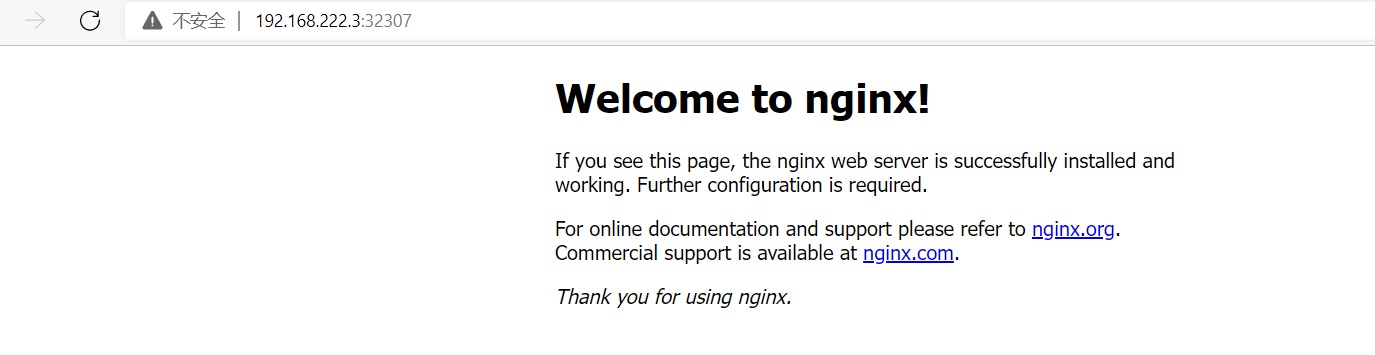 不安全 | 192.168.222.3:32307
Welcome to nginx!
If you see this page, the nginx web server is successfully installed and
working. Further configuration is required.
For online documentation and support please refer to nginx.org.
Commercial support is available at nginx.com.
Thank you for using nginx.